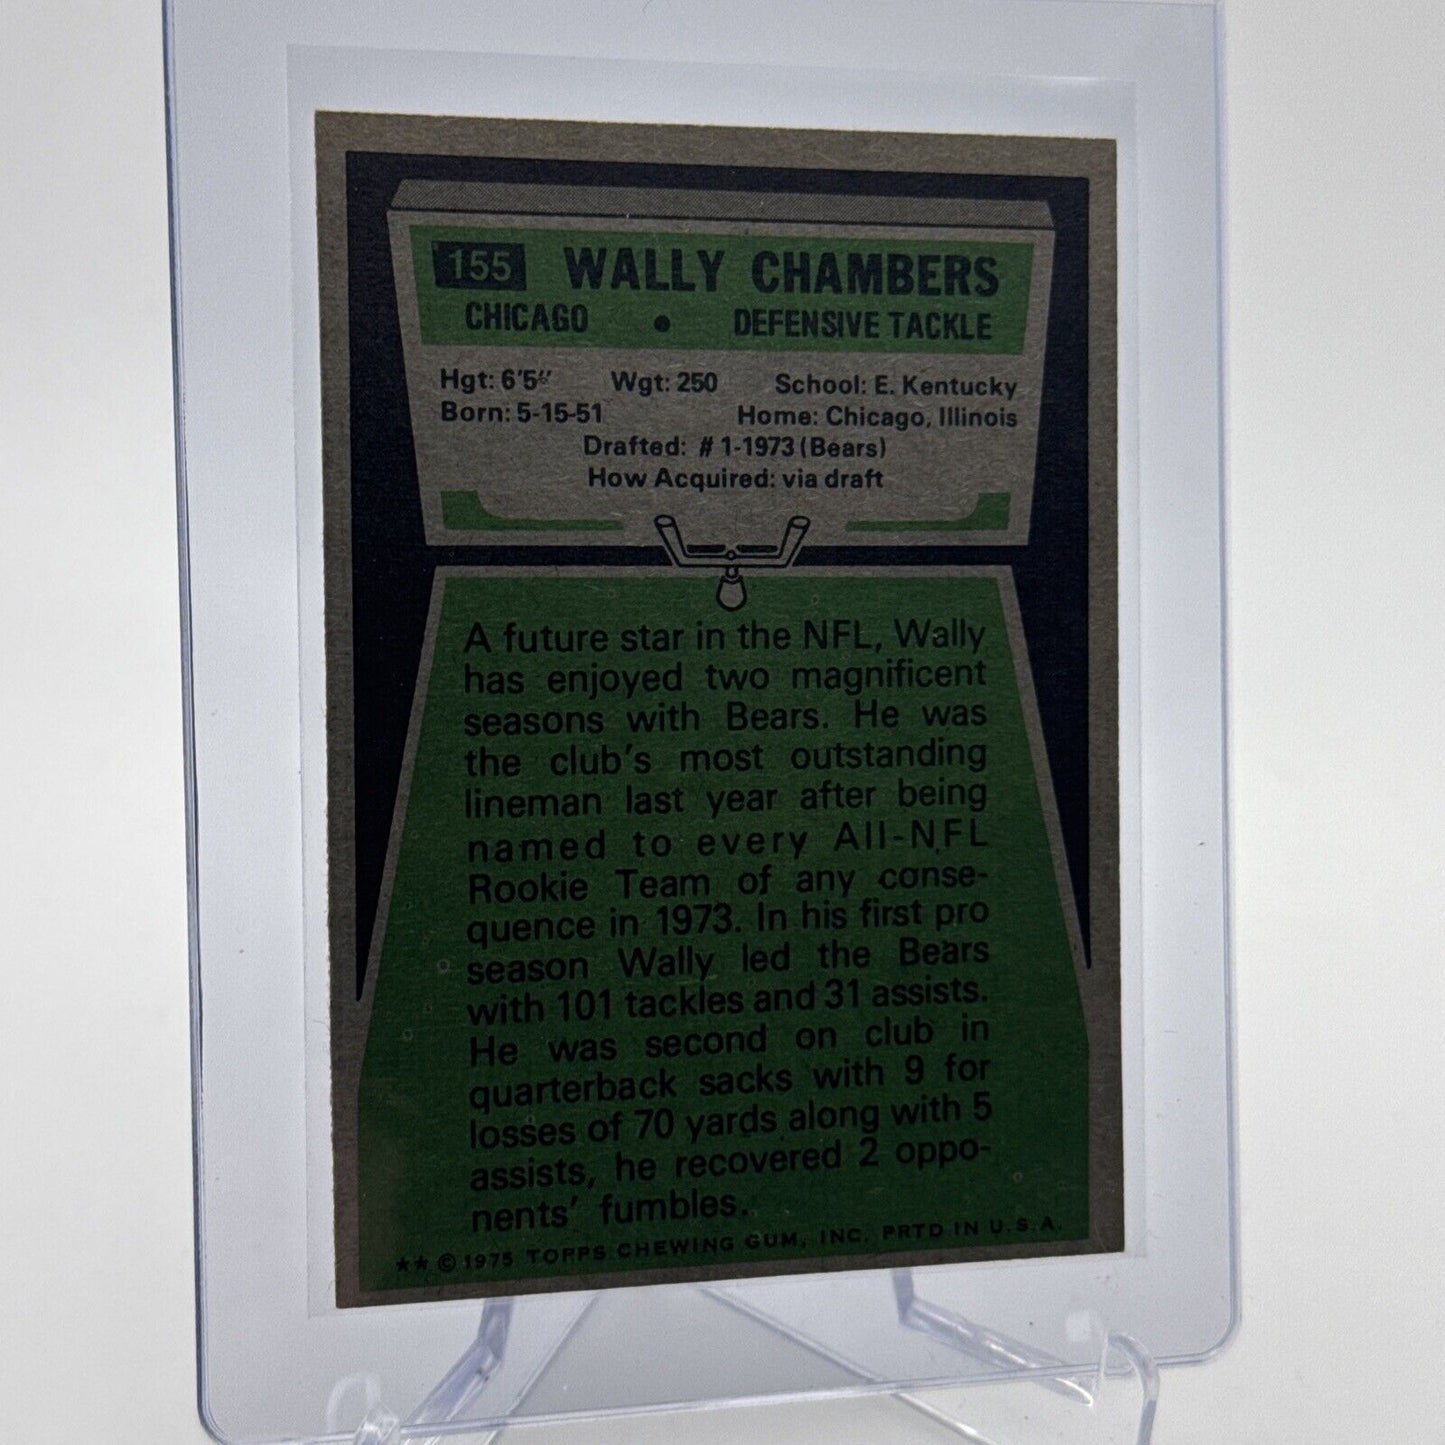 155 WALLY CHAMBERS
CHICAGO • DEFENSIVE TACKLE
Hgt: 6'5" Wgt: 250 School: E. Kentucky
Born: 5-15-51 Home: Chicago, Illinois
Drafted: # 1-1973 (Bears)
How Acquired: via draft
A future star in the NFL, Wally
has enjoyed two magnificent
seasons with Bears. He was
the club's most outstanding
lineman last year after being
named to every All-NFL
Rookie Team of any conse-
quence in 1973. In his first pro
season Wally led the Bears
with 101 tackles and 31 assists.
He was second on club in
quarterback sacks with 9 for
losses of 70 yards along with 5
assists, he recovered 2 oppo-
nents' fumbles.
★★ © 1975 TOPPS CHEWING GUM, INC. PRTD IN U.S.A.